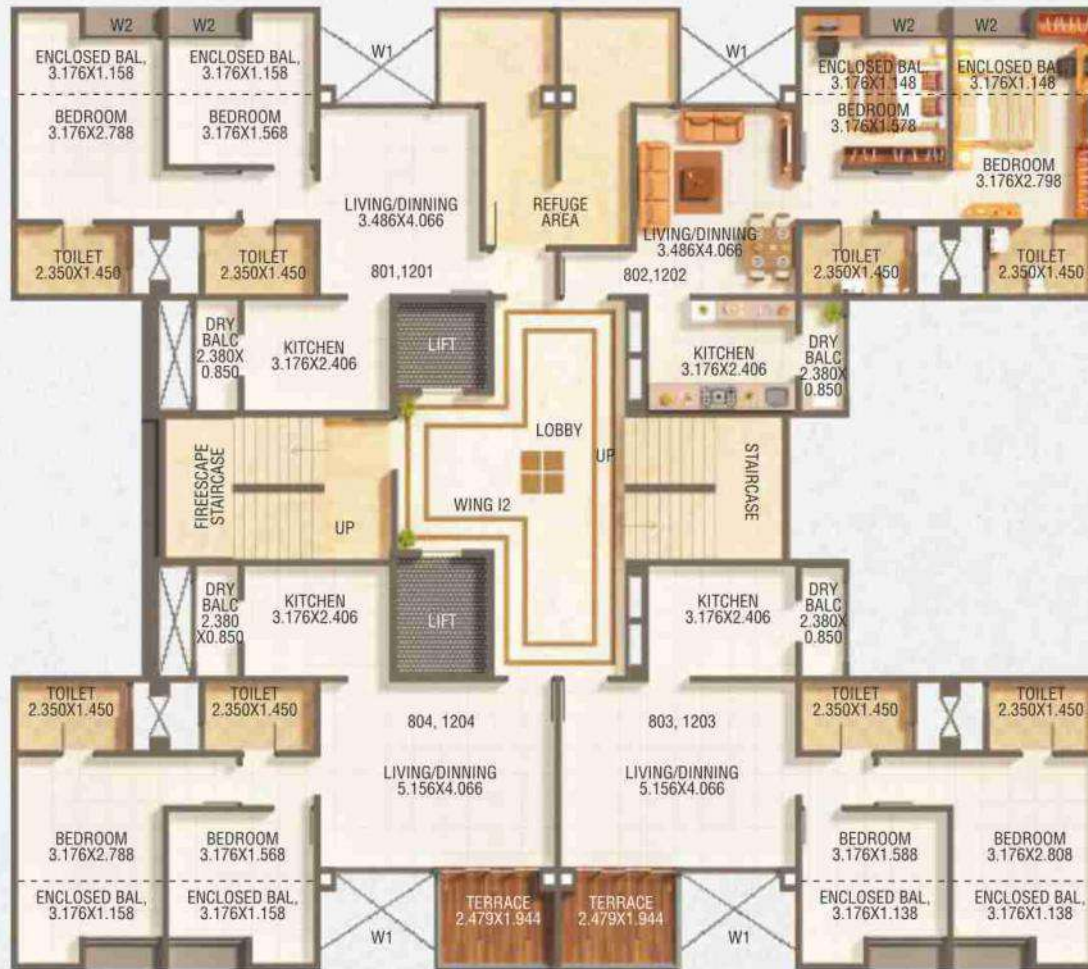 W2
W2
W2
W2
ENCLOSED BAL,
3.176X1.158
ENCLOSED BAL,
3.176X1.158
W1
W1
ENCLOSED BAL,
3.176X1.148
ENCLOSED BAL,
3.176X1.148
BEDROOM
3.176X2.788
BEDROOM
3.176X1.568
BEDROOM
3.176X1.578
BEDROOM
3.176X2.798
LIVING/DINNING
3.486X4.066
REFUGE
AREA
LIVING/DINNING
3.486X4.066
TOILET
2.350X1.450
TOILET
2.350X1.450
801,1201
802,1202
TOILET
2.350X1.450
TOILET
2.350X1.450
DRY
BALC
2.380X
0.850
KITCHEN
3.176X2.406
LIFT
KITCHEN
3.176X2.406
DRY
BALC
2.380X
0.850
LOBBY
UP
FIREESCAPE
STAIRCASE
STAIRCASE
WING I2
UP
DRY
BALC
2.380
X0.850
KITCHEN
3.176X2.406
LIFT
KITCHEN
3.176X2.406
DRY
BALC
2.380X
0.850
TOILET
2.350X1.450
TOILET
2.350X1.450
804, 1204
803, 1203
TOILET
2.350X1.450
TOILET
2.350X1.450
LIVING/DINNING
5.156X4.066
LIVING/DINNING
5.156X4.066
BEDROOM
3.176X2.788
BEDROOM
3.176X1.568
BEDROOM
3.176X1.588
BEDROOM
3.176X2.808
ENCLOSED BAL,
3.176X1.158
ENCLOSED BAL,
3.176X1.158
TERRACE
2.479X1.944
TERRACE
2.479X1.944
ENCLOSED BAL,
3.176X1.138
ENCLOSED BAL,
3.176X1.138
W1
W1